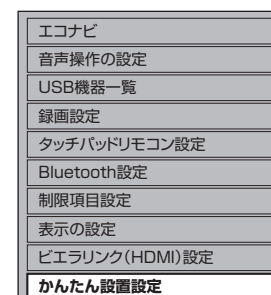 エコナビ
音声操作の設定
USB機器一覧
録画設定
タッチパッドリモコン設定
Bluetooth設定
制限項目設定
表示の設定
ビエラリンク(HDMI)設定
かんたん設置設定